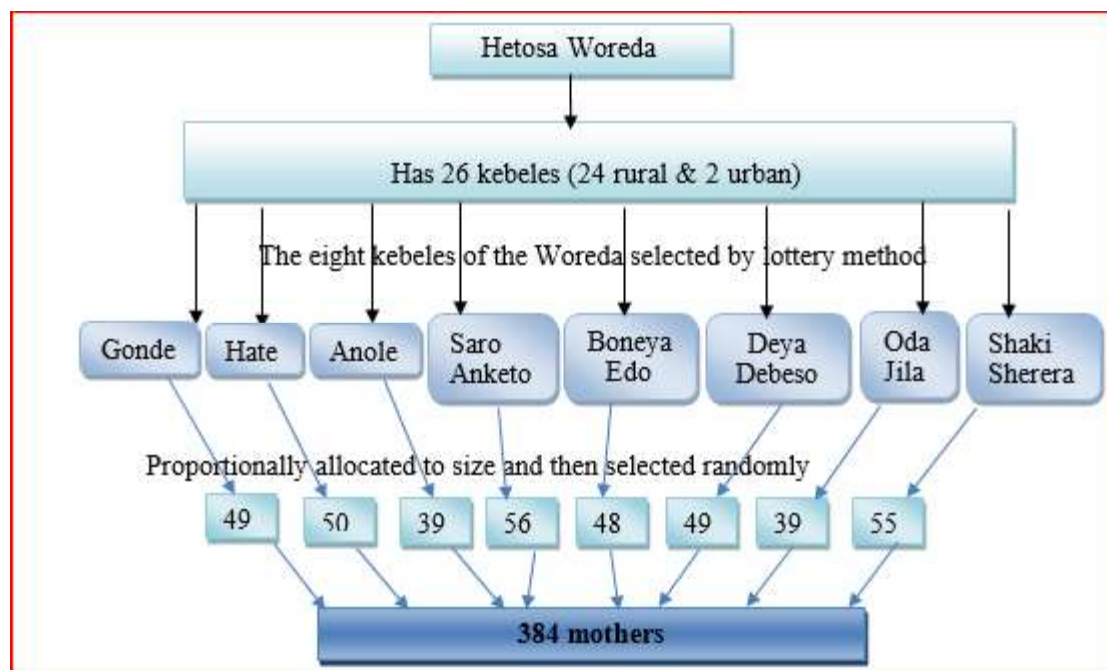 Hetosa Woreda
Has 26 kebeles (24 rural & 2 urban)
The eight kebeles of the Woreda selected by lottery method
Gonde
Hate
Anole
Saro
Anketo
Boneya
Edo
Deya
Debeso
Oda
Jila
Shaki
Sherera
Proportionally allocated to size and then selected randomly
49
50
39
56
48
49
39
55
384 mothers